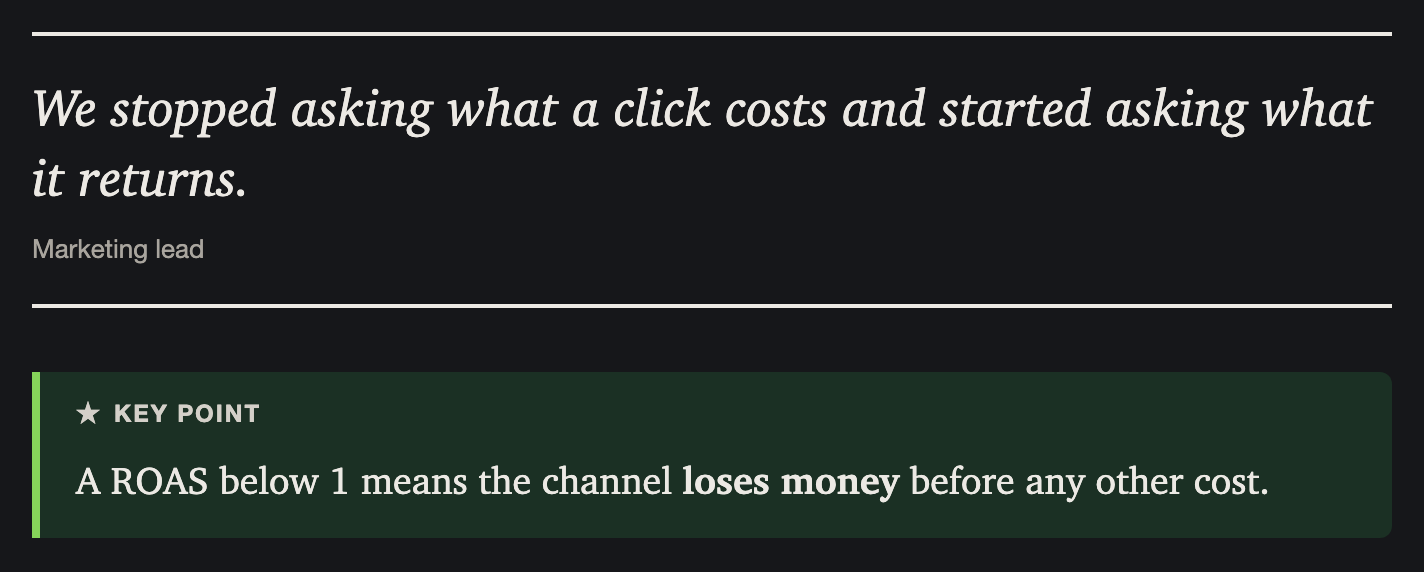 We stopped asking what a click costs and started asking what
it returns.
Marketing lead
★ KEY POINT
A ROAS below 1 means the channel loses money before any other cost.